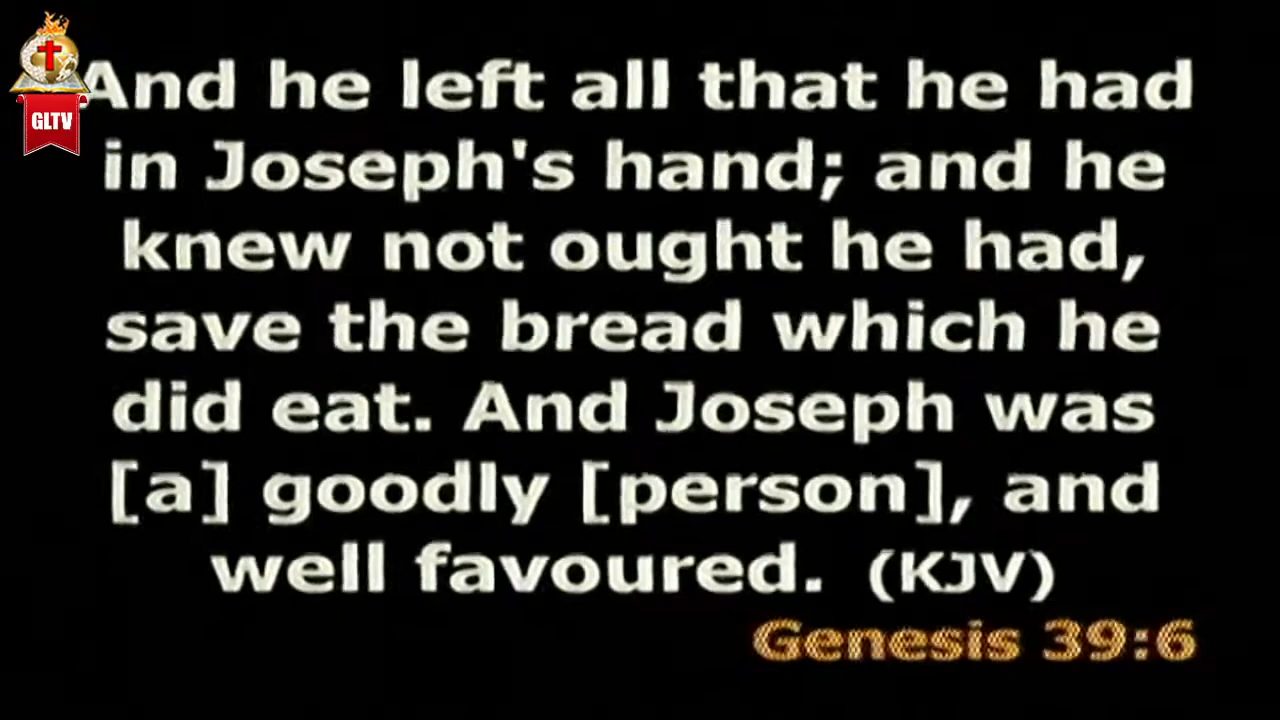 GLTV
And he left all that he had
in Joseph's hand; and he
knew not ought he had,
save the bread which he
did eat. And Joseph was
[a] goodly [person], and
well favoured. (KJV)
Genesis 39:6